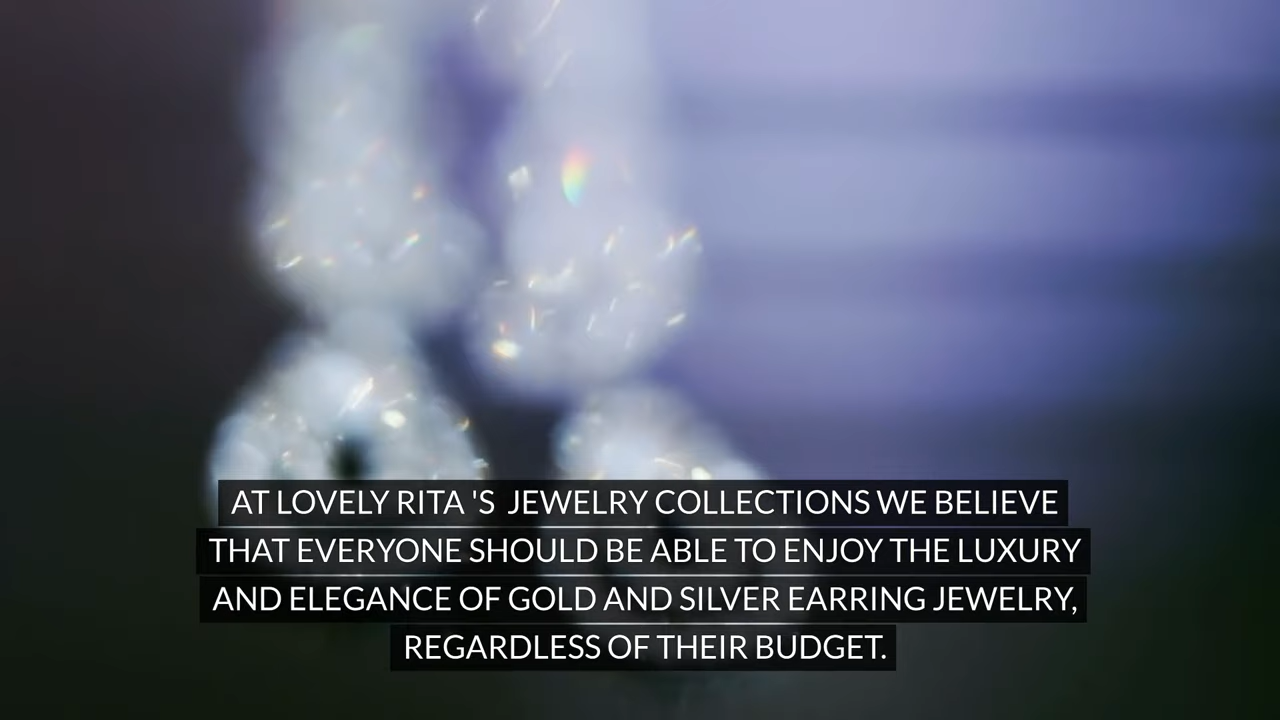 AT LOVELY RITA 'S  JEWELRY COLLECTIONS WE BELIEVE
THAT EVERYONE SHOULD BE ABLE TO ENJOY THE LUXURY
AND ELEGANCE OF GOLD AND SILVER EARRING JEWELRY,
REGARDLESS OF THEIR BUDGET.